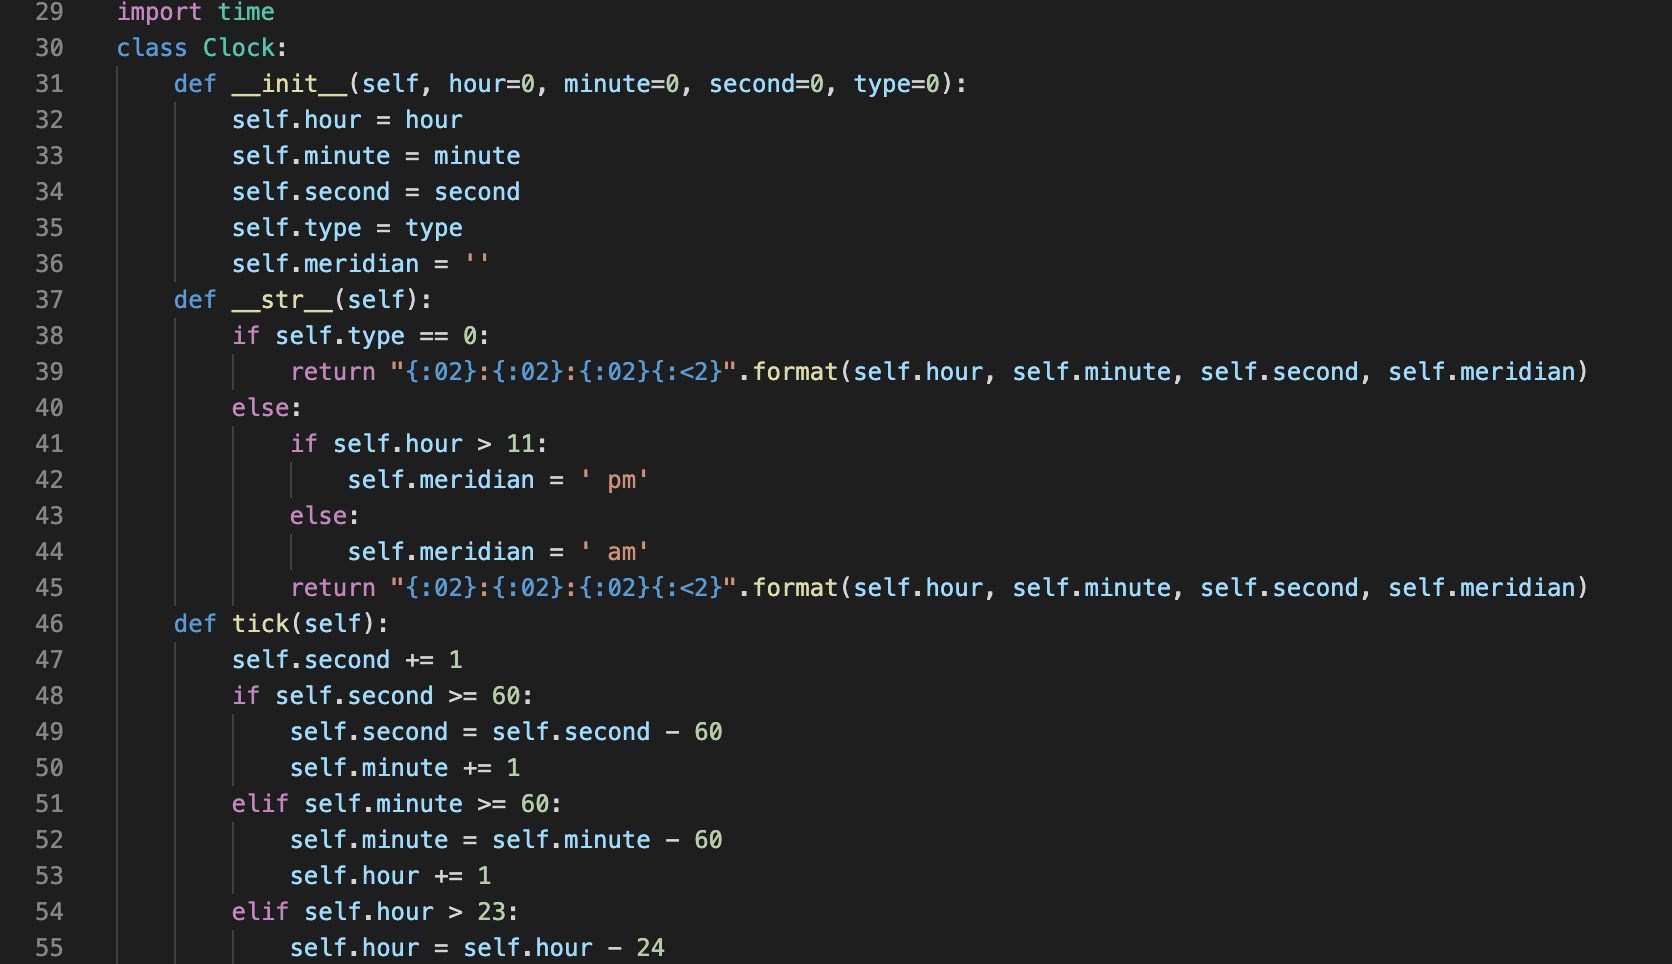 29 import time
30 class Clock:
31     def __init__(self, hour=0, minute=0, second=0, type=0):
32         self.hour = hour
33         self.minute = minute
34         self.second = second
35         self.type = type
36         self.meridian = ''
37     def __str__(self):
38         if self.type == 0:
39             return "{:02}:{:02}:{:02}{:<2}".format(self.hour, self.minute, self.second, self.meridian)
40         else:
41             if self.hour > 11:
42                 self.meridian = ' pm'
43             else:
44                 self.meridian = ' am'
45             return "{:02}:{:02}:{:02}{:<2}".format(self.hour, self.minute, self.second, self.meridian)
46     def tick(self):
47         self.second += 1
48         if self.second >= 60:
49             self.second = self.second - 60
50             self.minute += 1
51         elif self.minute >= 60:
52             self.minute = self.minute - 60
53             self.hour += 1
54         elif self.hour > 23:
55             self.hour = self.hour - 24